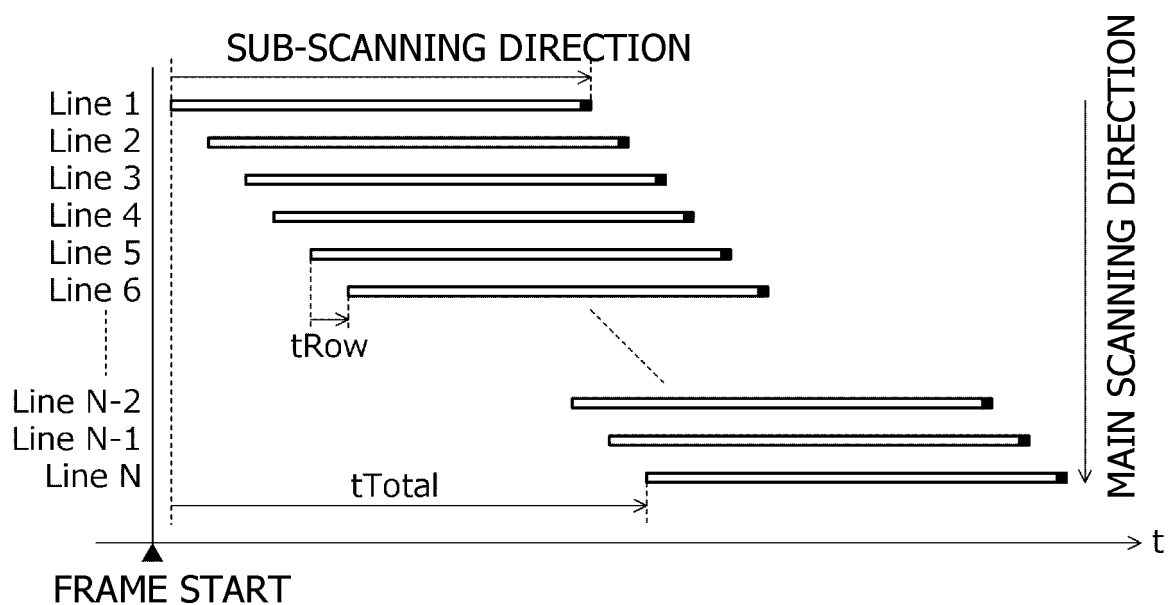 SUB-SCANNING DIRECTION
Line 1
Line 2
Line 3
Line 4
Line 5
Line 6
tRow
Line N-2
Line N-1
Line N
tTotal
t
FRAME START
MAIN SCANNING DIRECTION